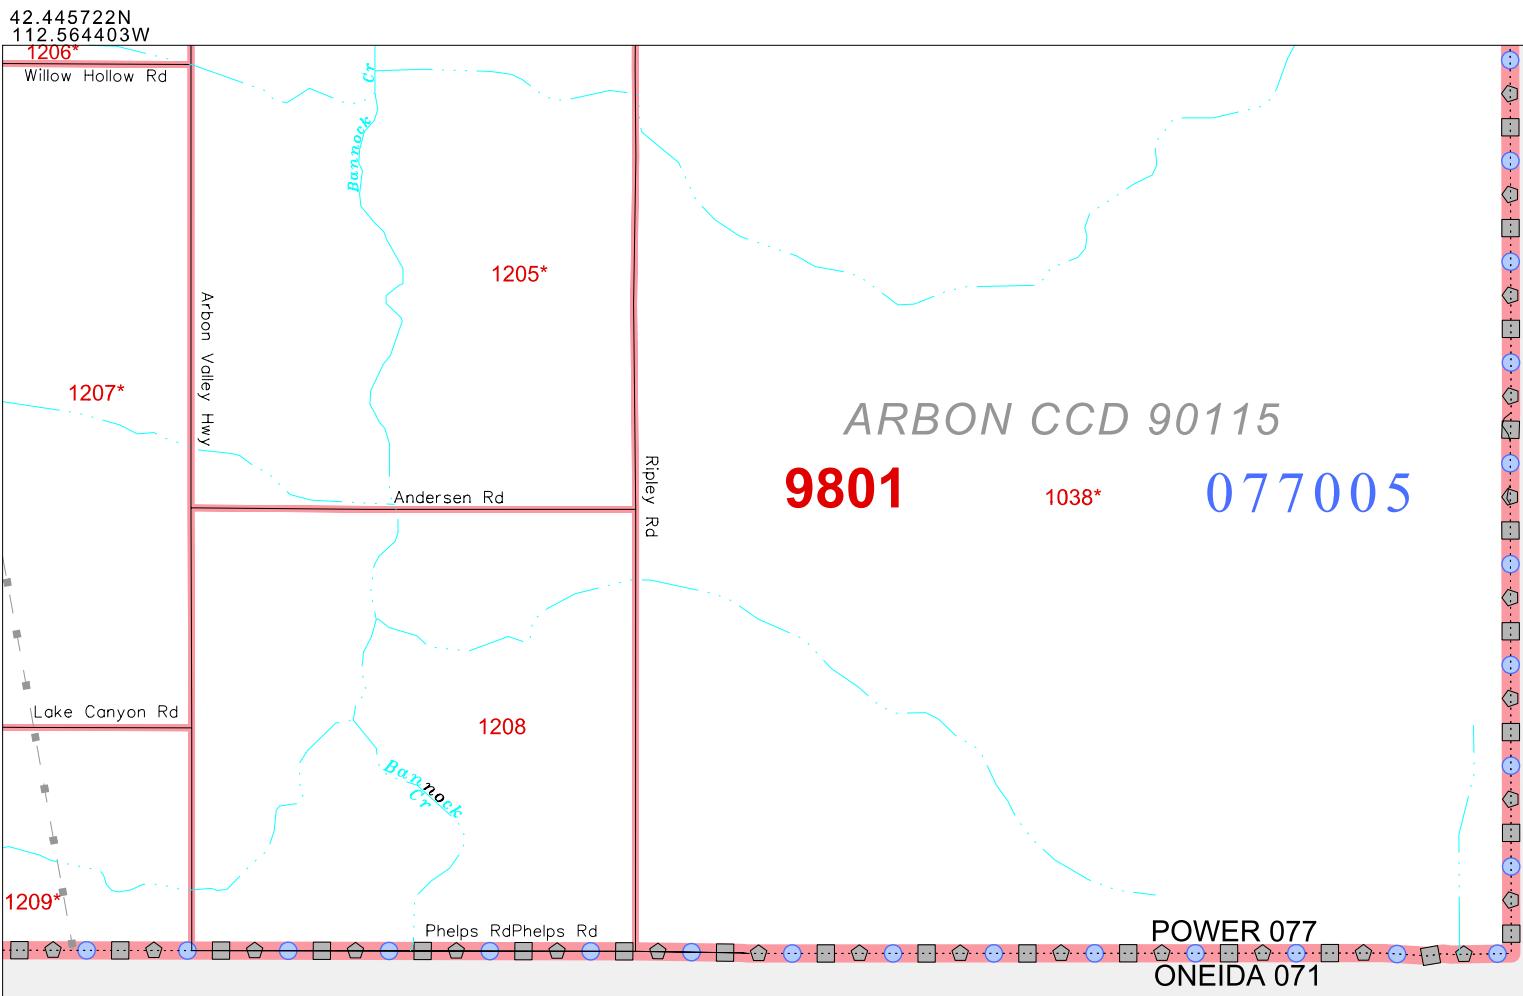 42.445722N
112.564403W
1206*
Willow Hollow Rd
Bannock Cr
1205*
Arbon Valley Hwy
1207*
ARBON CCD 90115
9801
1038*
077005
Andersen Rd
Ripley Rd
Lake Canyon Rd
1208
Bannock
Cr
1209*
Phelps RdPhelps Rd
POWER 077
ONEIDA 071